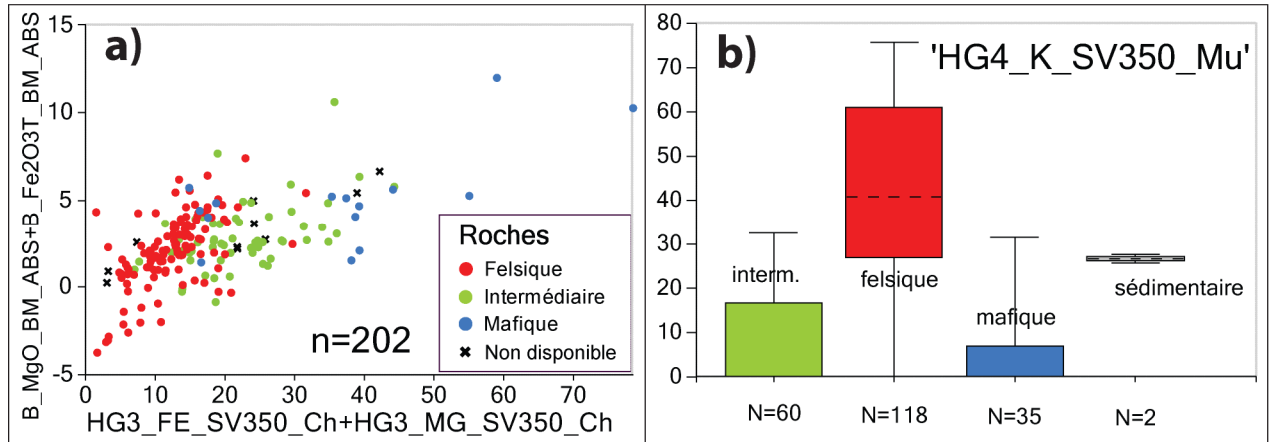 a)
B_MgO_BM_ABS+B_Fe2O3T_BM_ABS
15
10
5
0
-5
0 10 20 30 40 50 60 70
HG3_FE_SV350_Ch+HG3_MG_SV350_Ch
n=202
Roches
Felsique
Intermédiaire
Mafique
Non disponible
b)
'HG4_K_SV350_Mu'
80
70
60
50
40
30
20
10
0
interm.
felsique
mafique
sédimentaire
N=60 N=118 N=35 N=2